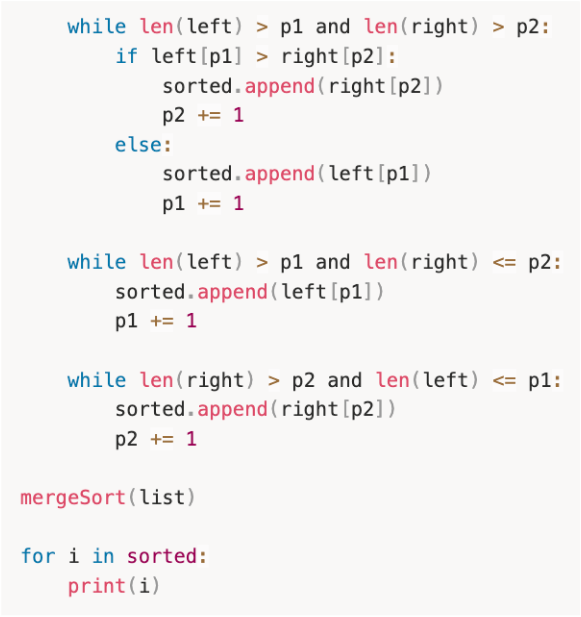 while len(left) > p1 and len(right) > p2:
if left[p1] > right[p2]:
sorted.append(right[p2])
p2 += 1
else:
sorted.append(left[p1])
p1 += 1
while len(left) > p1 and len(right) <= p2:
sorted.append(left[p1])
p1 += 1
while len(right) > p2 and len(left) <= p1:
sorted.append(right[p2])
p2 += 1
mergeSort(list)
for i in sorted:
print(i)